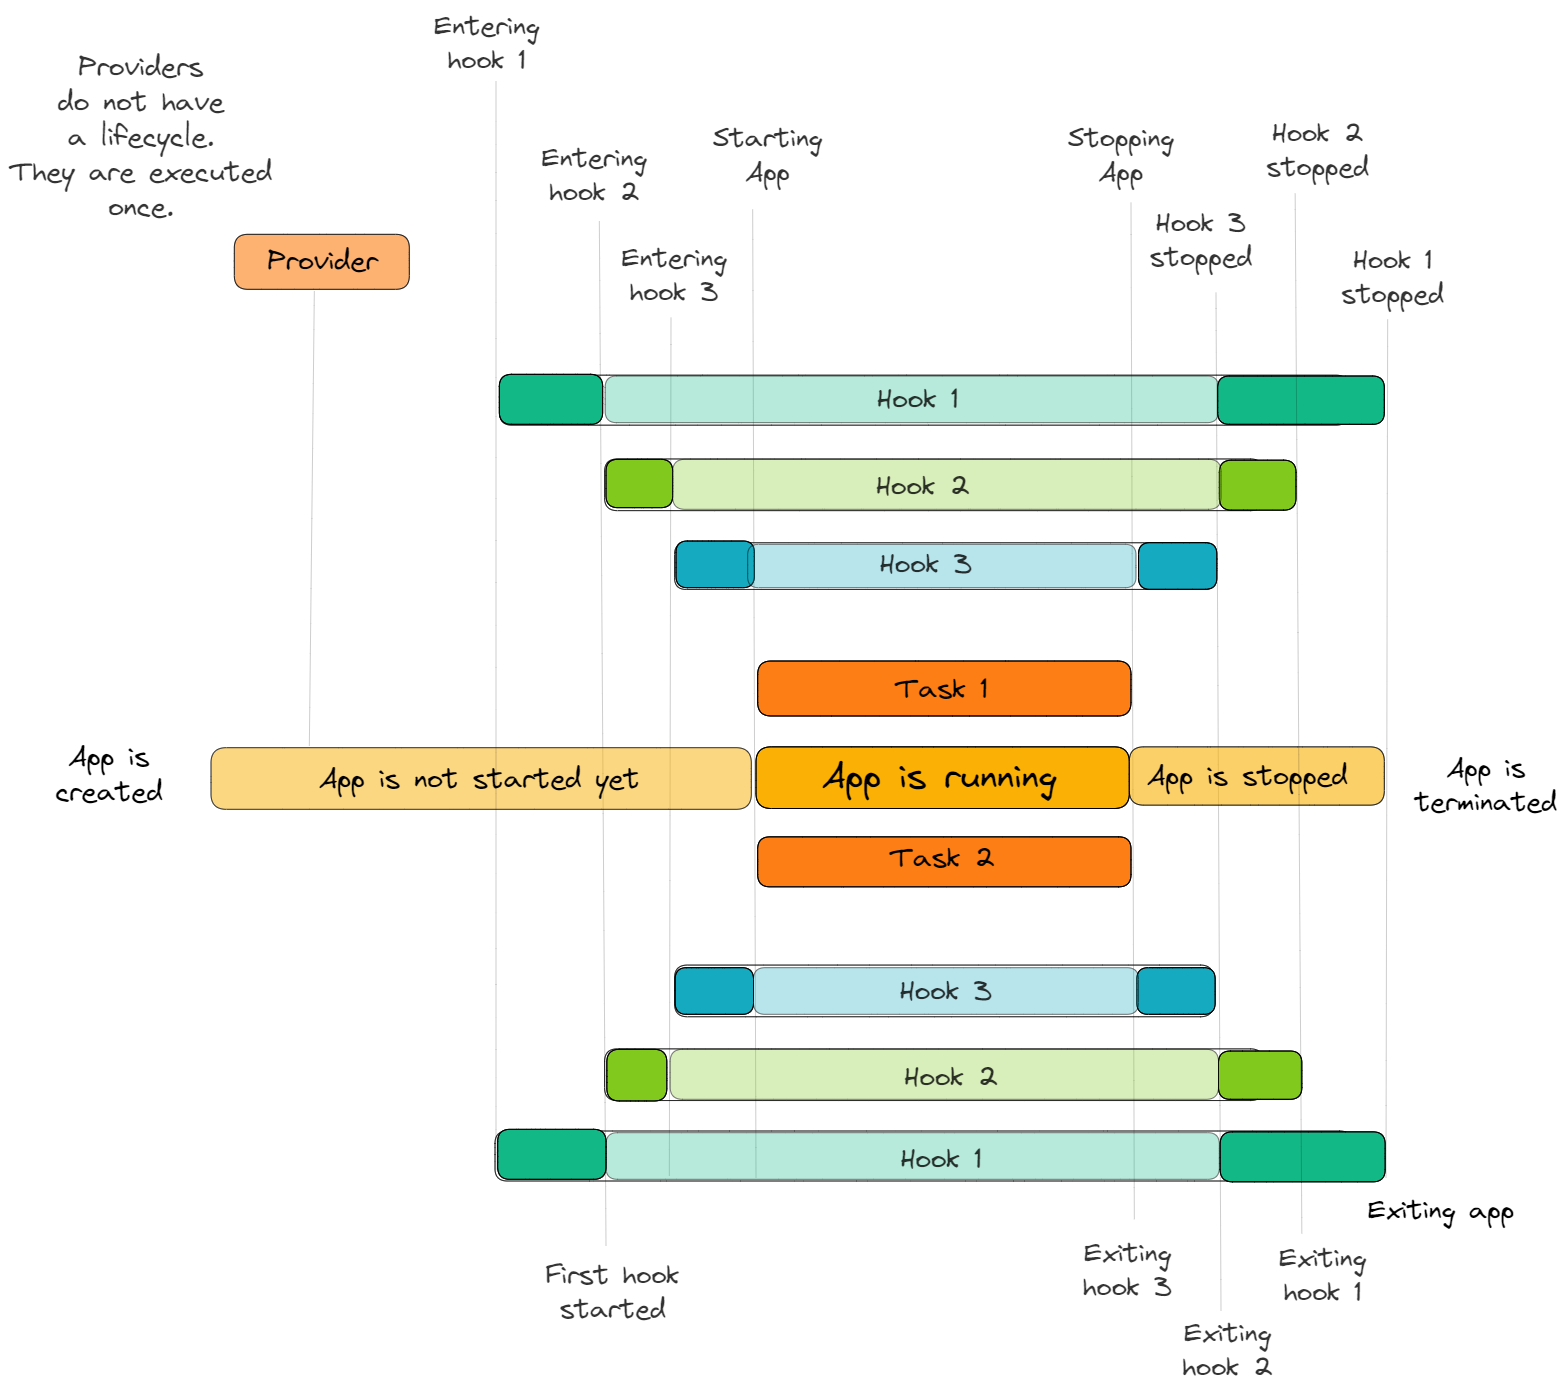 Providers
do not have
a lifecycle.
They are executed
once.
Provider
Entering
hook 1
Entering
hook 2
Entering
hook 3
Starting
App
Stopping
App
Hook 3
stopped
Hook 2
stopped
Hook 1
stopped
Hook 1
Hook 2
Hook 3
Task 1
App is
created
App is not started yet
App is running
App is stopped
App is
terminated
Task 2
Hook 3
Hook 2
Hook 1
Exiting app
First hook
started
Exiting
hook 3
Exiting
hook 2
Exiting
hook 1